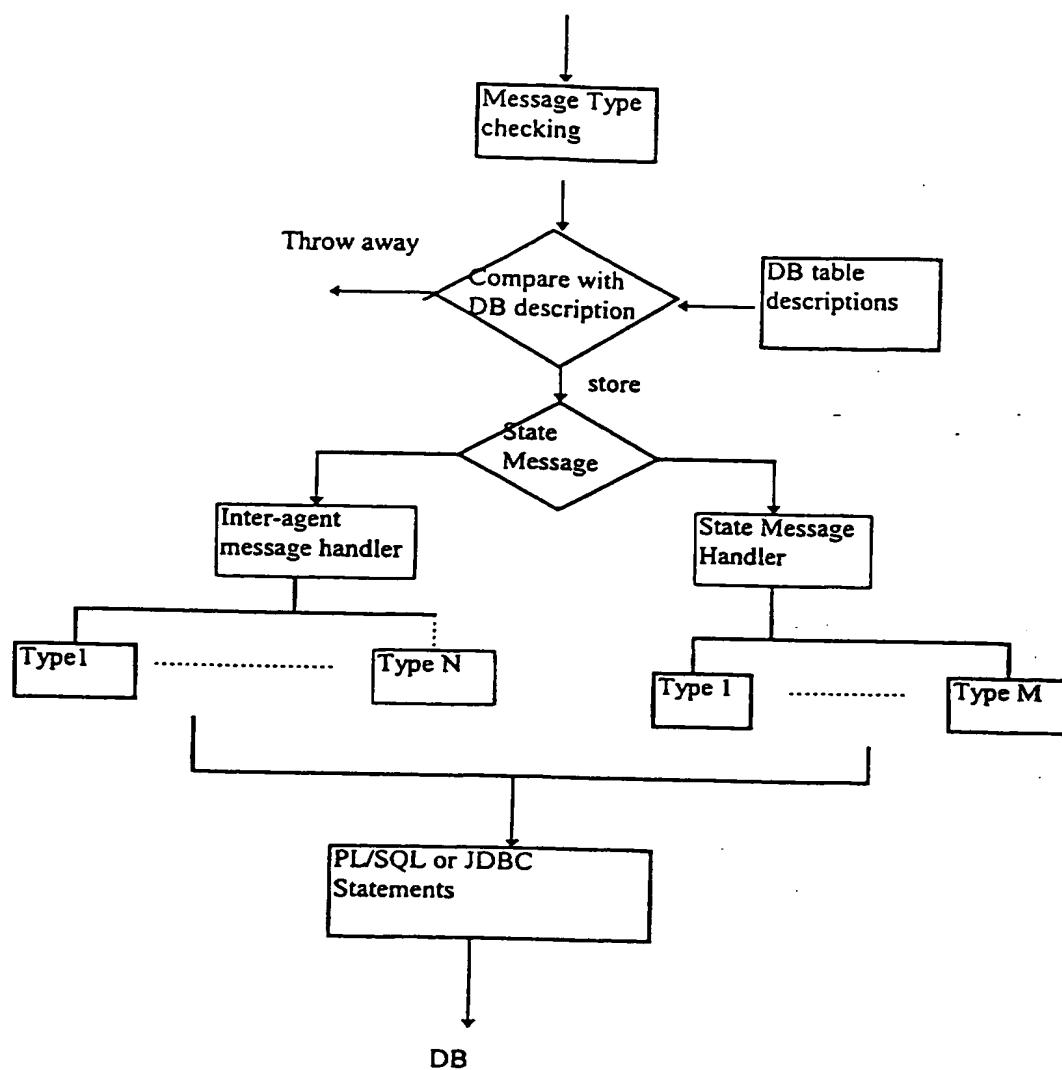 Message Type
checking
Throw away
Compare with
DB description
DB table
descriptions
store
State
Message
Inter-agent
message handler
State Message
Handler
Type1
Type N
Type 1
Type M
PL/SQL or JDBC
Statements
DB